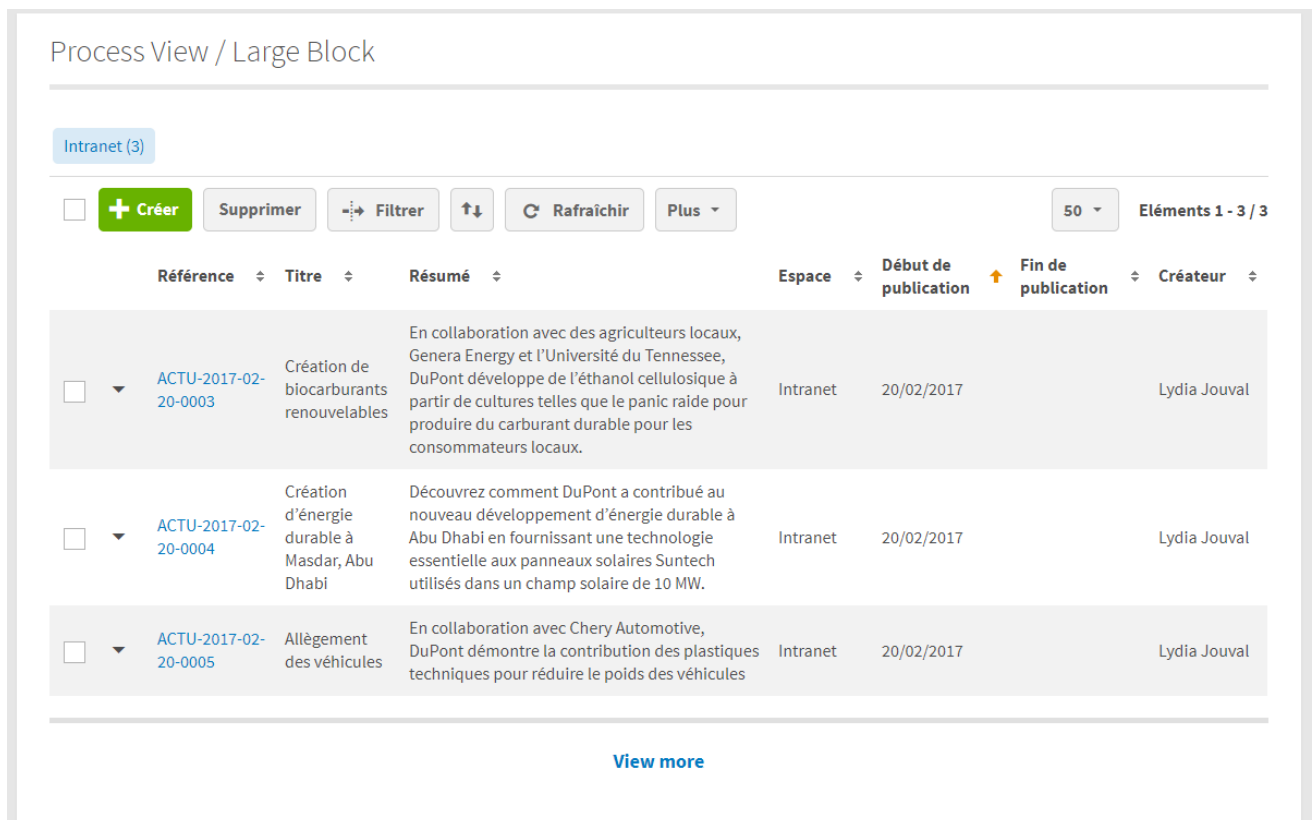 Process View / Large Block
Intranet (3)
Créer Supprimer Filtrer Rafraîchir Plus 50 Eléments 1 - 3 / 3
Référence Titre Résumé Espace Début de publication Fin de publication Créateur
ACTU-2017-02-
20-0003
Création de
biocarburants
renouvelables
En collaboration avec des agriculteurs locaux,
Genera Energy et l’Université du Tennessee,
DuPont développe de l’éthanol cellulosique à
partir de cultures telles que le panic raide pour
produire du carburant durable pour les
consommateurs locaux.
Intranet
20/02/2017
Lydia Jouval
ACTU-2017-02-
20-0004
Création
d’énergie
durable à
Masdar, Abu
Dhabi
Découvrez comment DuPont a contribué au
nouveau développement d’énergie durable à
Abu Dhabi en fournissant une technologie
essentielle aux panneaux solaires Suntech
utilisés dans un champ solaire de 10 MW.
Intranet
20/02/2017
Lydia Jouval
ACTU-2017-02-
20-0005
Allègement
des véhicules
En collaboration avec Chery Automotive,
DuPont démontre la contribution des plastiques
techniques pour réduire le poids des véhicules
Intranet
20/02/2017
Lydia Jouval
View more